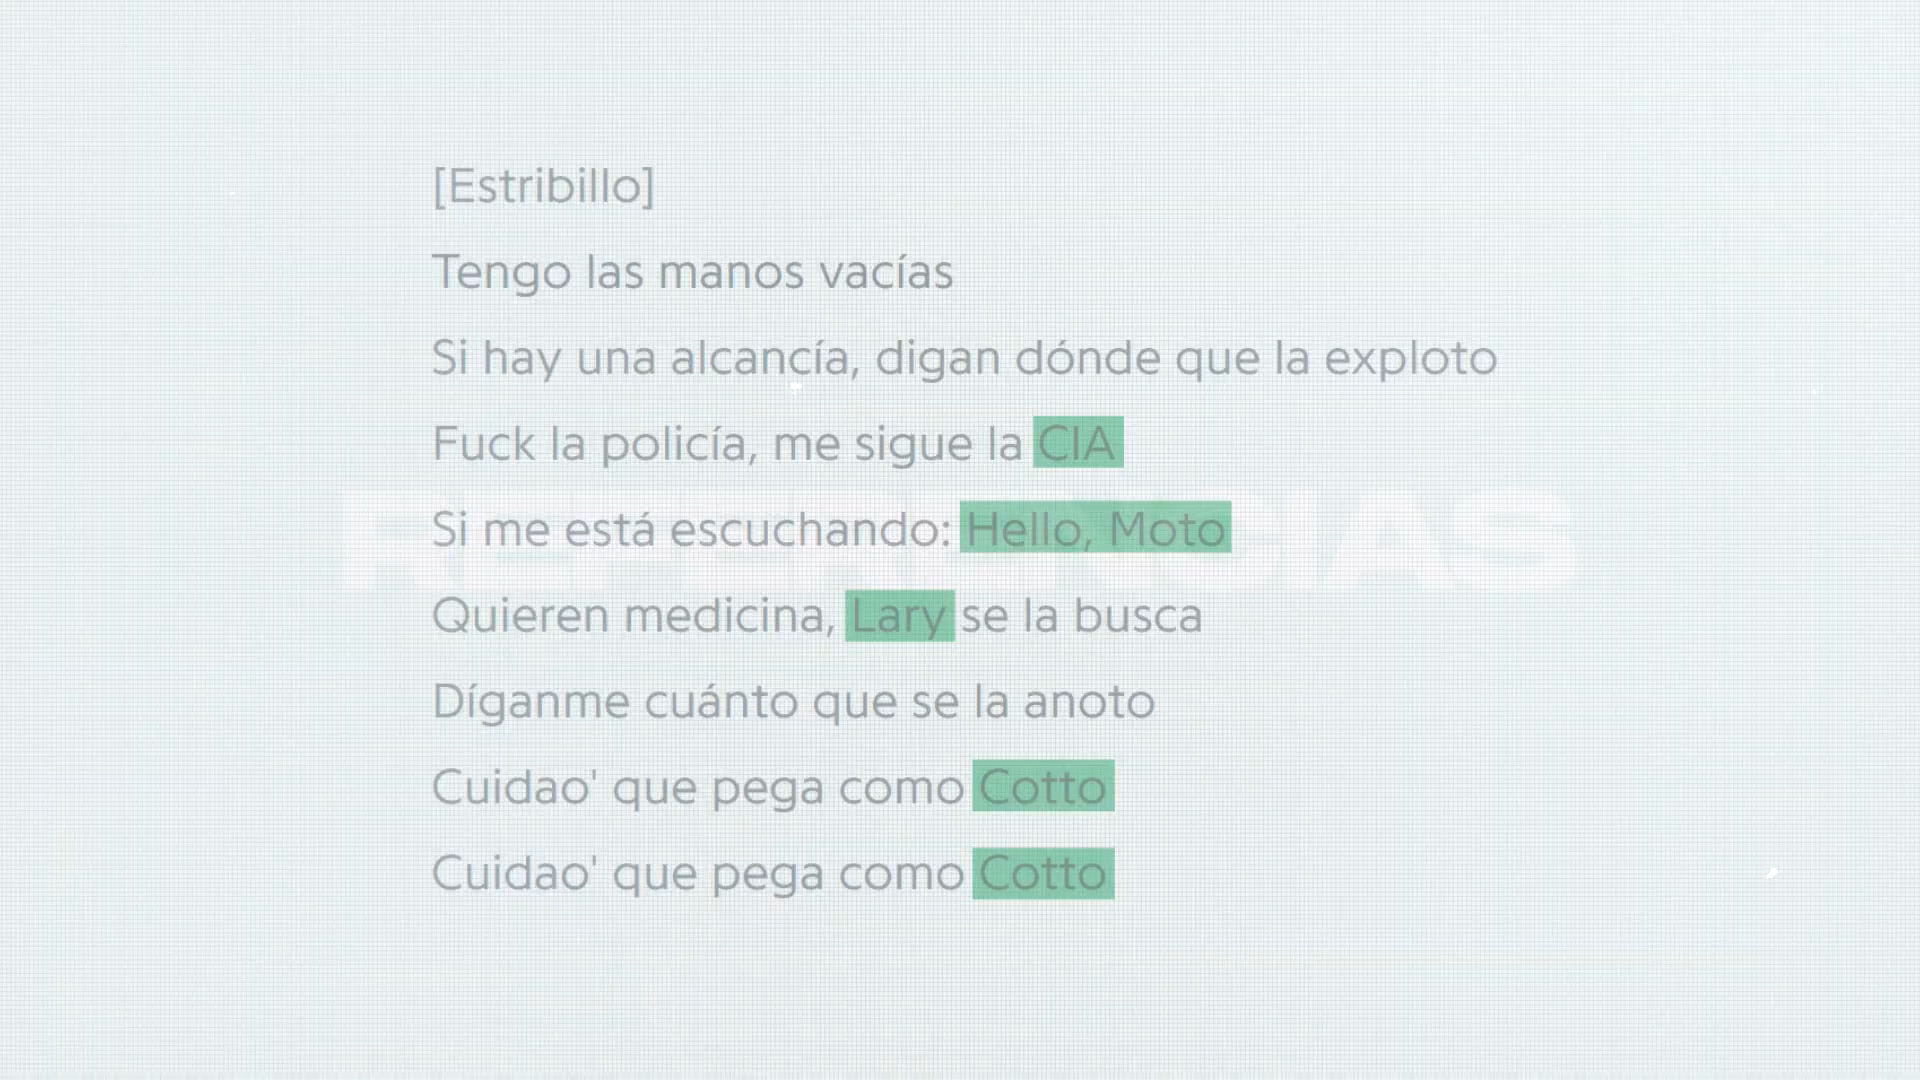 [Estribillo]
Tengo las manos vacías
Si hay una alcancía, digan dónde que la exploto
Fuck la policía, me sigue la CIA
Si me está escuchando: Hello, Moto
REFERENSIAS
Quieren medicina, Lary se la busca
Díganme cuánto que se la anoto
Cuidao' que pega como Cotto
Cuidao' que pega como Cotto